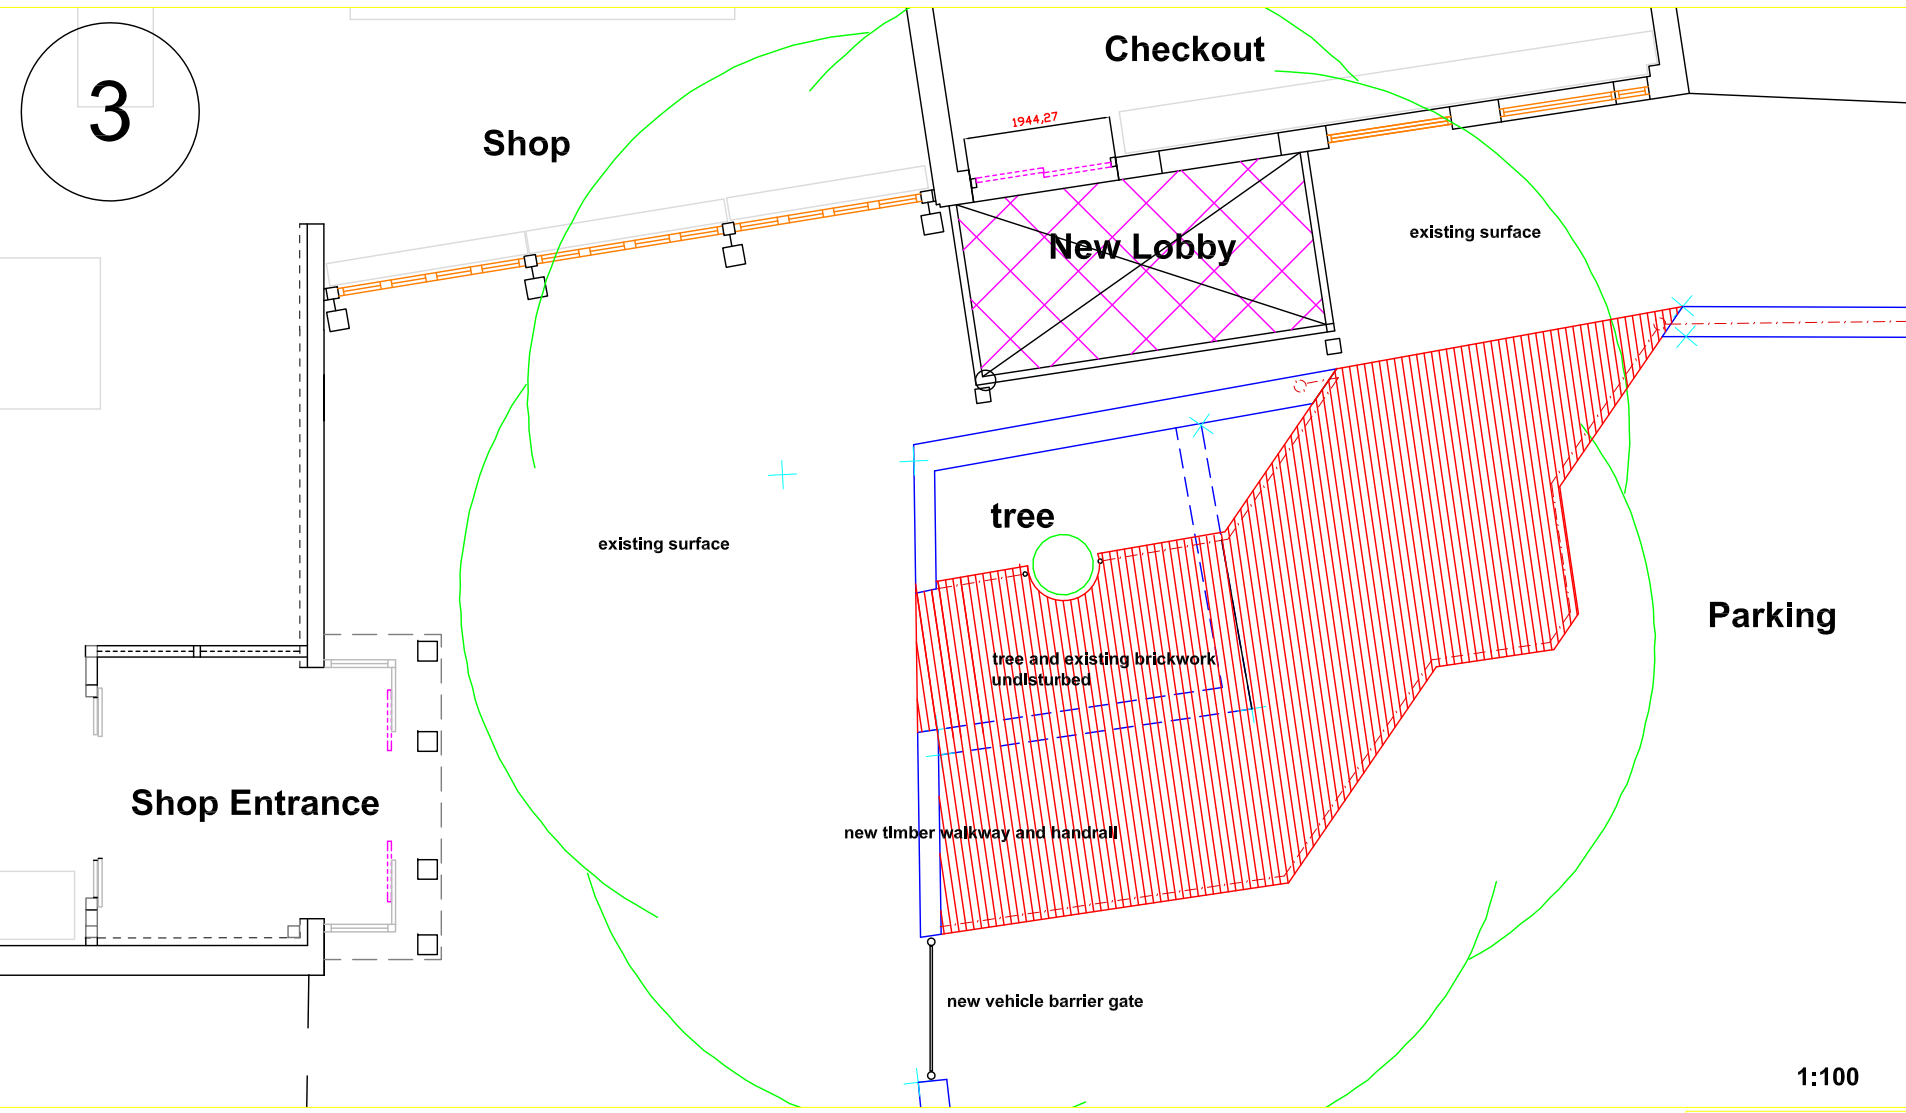 3
Checkout
1944,27
Shop
New Lobby
existing surface
tree
existing surface
Parking
tree and existing brickwork
undisturbed
Shop Entrance
new timber walkway and handrail
new vehicle barrier gate
1:100